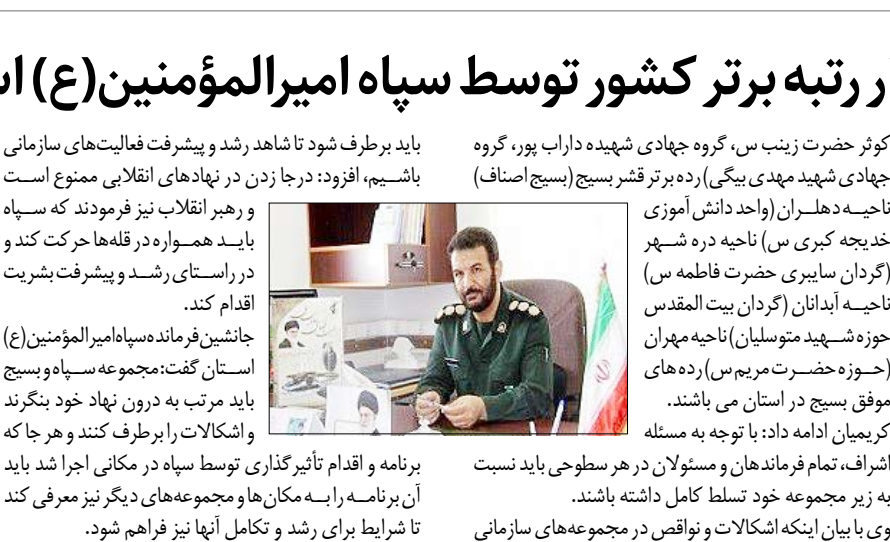 ر رتبه برتر کشور توسط سپاه امیرالمؤمنین(ع)
کوثر حضرت زینب س، گروه جهادی شهیده داراب پور، گروه
جهادی شهید مهدی بیگی) رده برتر قشر بسیج (بسیج اصناف)
ناحیه دهلران (واحد دانش آموزی
خدیجه کبری س) ناحیه دره شهر
(گردان سایبری حضرت فاطمه س)
ناحیه آبدانان (گردان بیت المقدس
حوزه شهید متوسلیان) ناحیه مهران
(حوزه حضرت مریم س) رده های
موفق بسیج در استان می باشند.
کریمیان ادامه داد: با توجه به مسئله
اشراف، تمام فرماندهان و مسئولان در هر سطوحی باید نسبت
به زیر مجموعه خود تسلط کامل داشته باشند.
وی با بیان اینکه اشکالات و نواقص در مجموعه‌های سازمانی
باید برطرف شود تا شاهد رشد و پیشرفت فعالیت‌های سازمانی
باشیم، افزود: درجا زدن در نهادهای انقلابی ممنوع است
و رهبر انقلاب نیز فرمودند که سپاه
باید همواره در قله‌ها حرکت کند و
در راستای رشد و پیشرفت بشریت
اقدام کند.
جانشین فرمانده سپاه امیرالمؤمنین(ع)
استان گفت: مجموعه سپاه و بسیج
باید مرتب به درون نهاد خود بنگرند
و اشکالات را برطرف کنند و هر جا که
برنامه و اقدام تأثیرگذاری توسط سپاه در مکانی اجرا شد باید
آن برنامه را به مکان‌ها و مجموعه‌های دیگر نیز معرفی کند
تا شرایط برای رشد و تکامل آنها نیز فراهم شود.